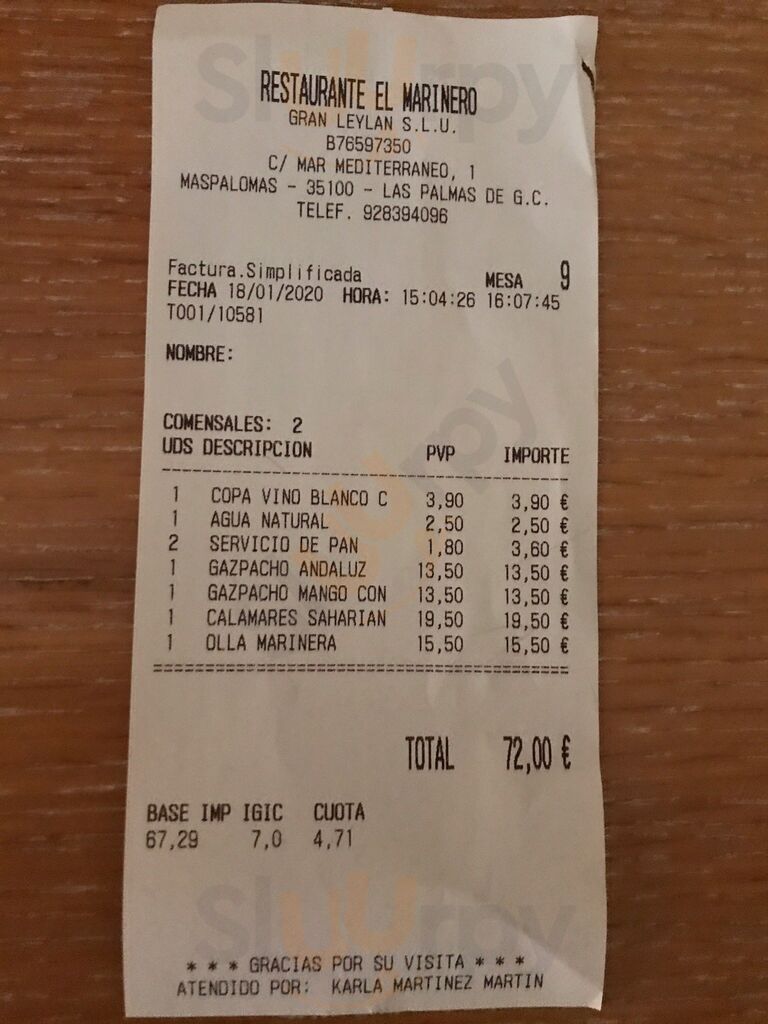 RESTAURANTE EL MARINERO
GRAN LEYLAN S.L.U.
B76597350
C/ MAR MEDITERRANEO, 1
MASPALOMAS - 35100 - LAS PALMAS DE G.C.
TELEF. 928394096
Factura.Simplificada MESA 9
FECHA 18/01/2020 HORA: 15:04:26 16:07:45
T001/10581
NOMBRE:
COMENSALES: 2
UDS DESCRIPCION PVP IMPORTE
1 COPA VINO BLANCO C 3,90 3,90 €
1 AGUA NATURAL 2,50 2,50 €
2 SERVICIO DE PAN 1,80 3,60 €
1 GAZPACHO ANDALUZ 13,50 13,50 €
1 GAZPACHO MANGO CON 13,50 13,50 €
1 CALAMARES SAHARIAN 19,50 19,50 €
1 OLLA MARINERA 15,50 15,50 €
TOTAL 72,00 €
BASE IMP IGIC CUOTA
67,29 7,0 4,71
* * * GRACIAS POR SU VISITA * * *
ATENDIDO POR: KARLA MARTINEZ MARTIN
Sluurpy
Sluurpy
Sluurpy